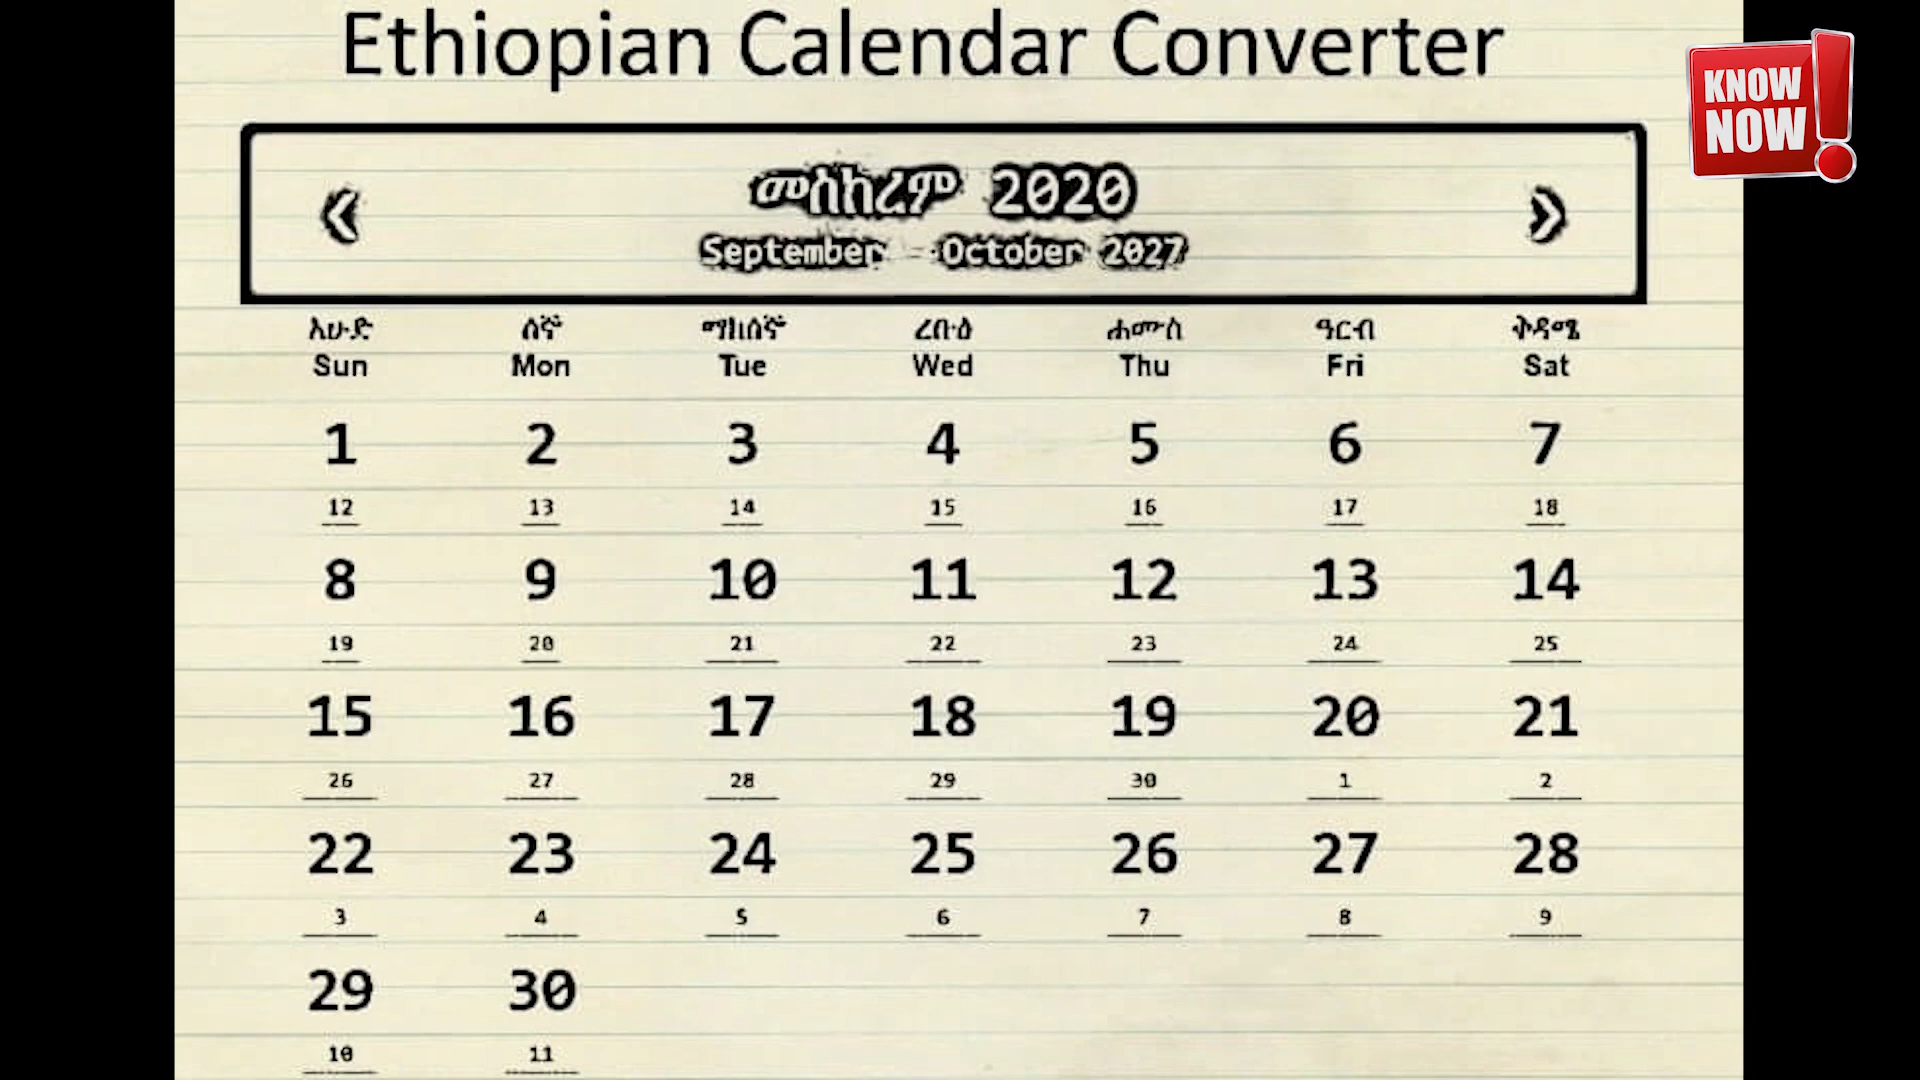 Ethiopian Calendar Converter
KNOW
NOW
መስከረም 2020
September - October 2027
እሁድ ሰኞ ማክሰኞ ረቡዕ ሐሙስ ዓርብ ቅዳሜ
Sun Mon Tue Wed Thu Fri Sat
1 2 3 4 5 6 7
12 13 14 15 16 17 18
8 9 10 11 12 13 14
19 20 21 22 23 24 25
15 16 17 18 19 20 21
26 27 28 29 30 1 2
22 23 24 25 26 27 28
3 4 5 6 7 8 9
29 30
10 11